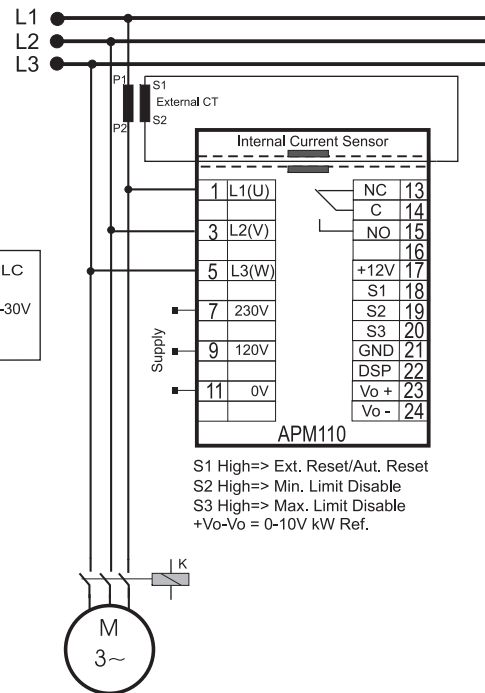 L1
L2
L3
P1 S1
External CT
P2 S2
Internal Current Sensor
1 L1(U) NC 13
C 14
3 L2(V) NO 15
16
5 L3(W) +12V 17
S1 18
7 230V S2 19
S3 20
9 120V GND 21
DSP 22
11 0V Vo + 23
Vo - 24
Supply
APM110
LC
-30V
S1 High=> Ext. Reset/Aut. Reset
S2 High=> Min. Limit Disable
S3 High=> Max. Limit Disable
+Vo-Vo = 0-10V kW Ref.
K
M
3~